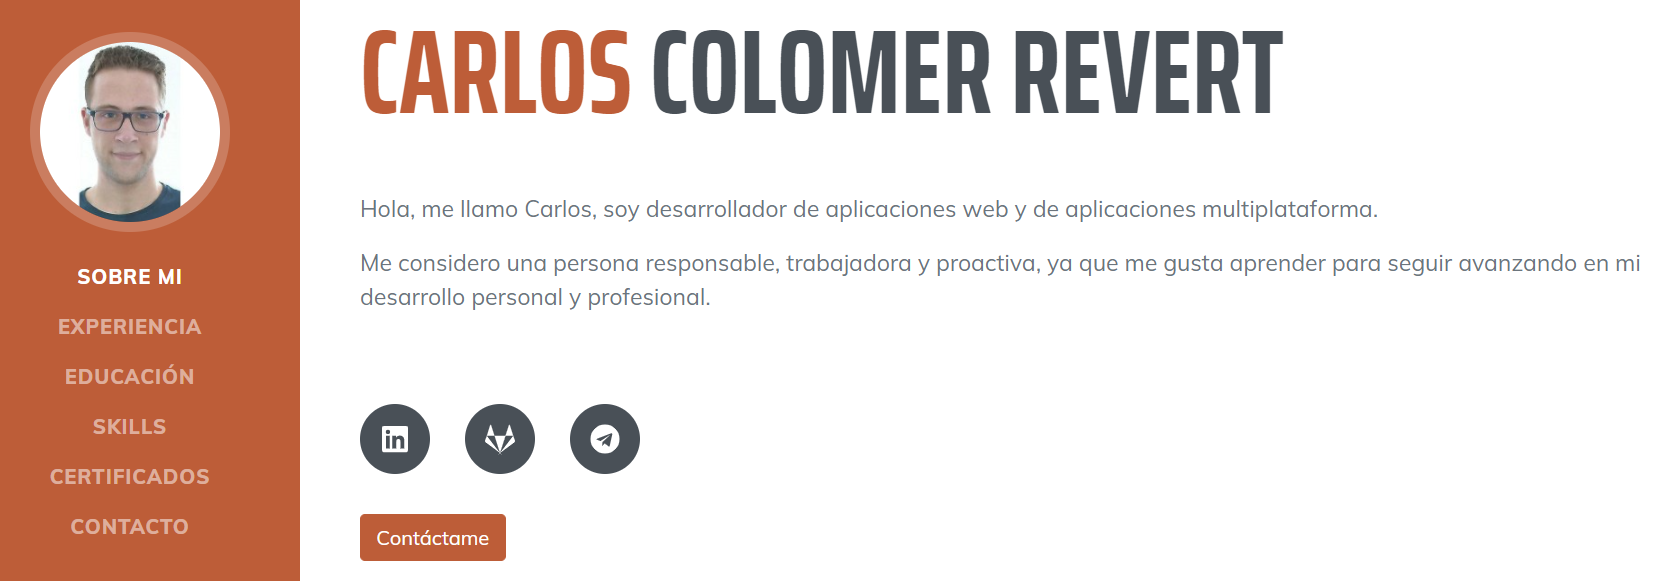 CARLOS COLOMER REVERT
SOBRE MI
EXPERIENCIA
EDUCACIÓN
SKILLS
CERTIFICADOS
CONTACTO
Hola, me llamo Carlos, soy desarrollador de aplicaciones web y de aplicaciones multiplataforma.
Me considero una persona responsable, trabajadora y proactiva, ya que me gusta aprender para seguir avanzando en mi
desarrollo personal y profesional.
in
Contáctame